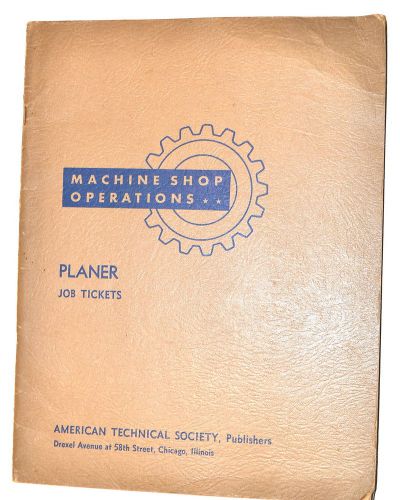 MACHINE SHOP
OPERATIONS ★ ★
PLANER
JOB TICKETS
AMERICAN TECHNICAL SOCIETY, Publishers
Drexel Avenue at 58th Street, Chicago, Illinois